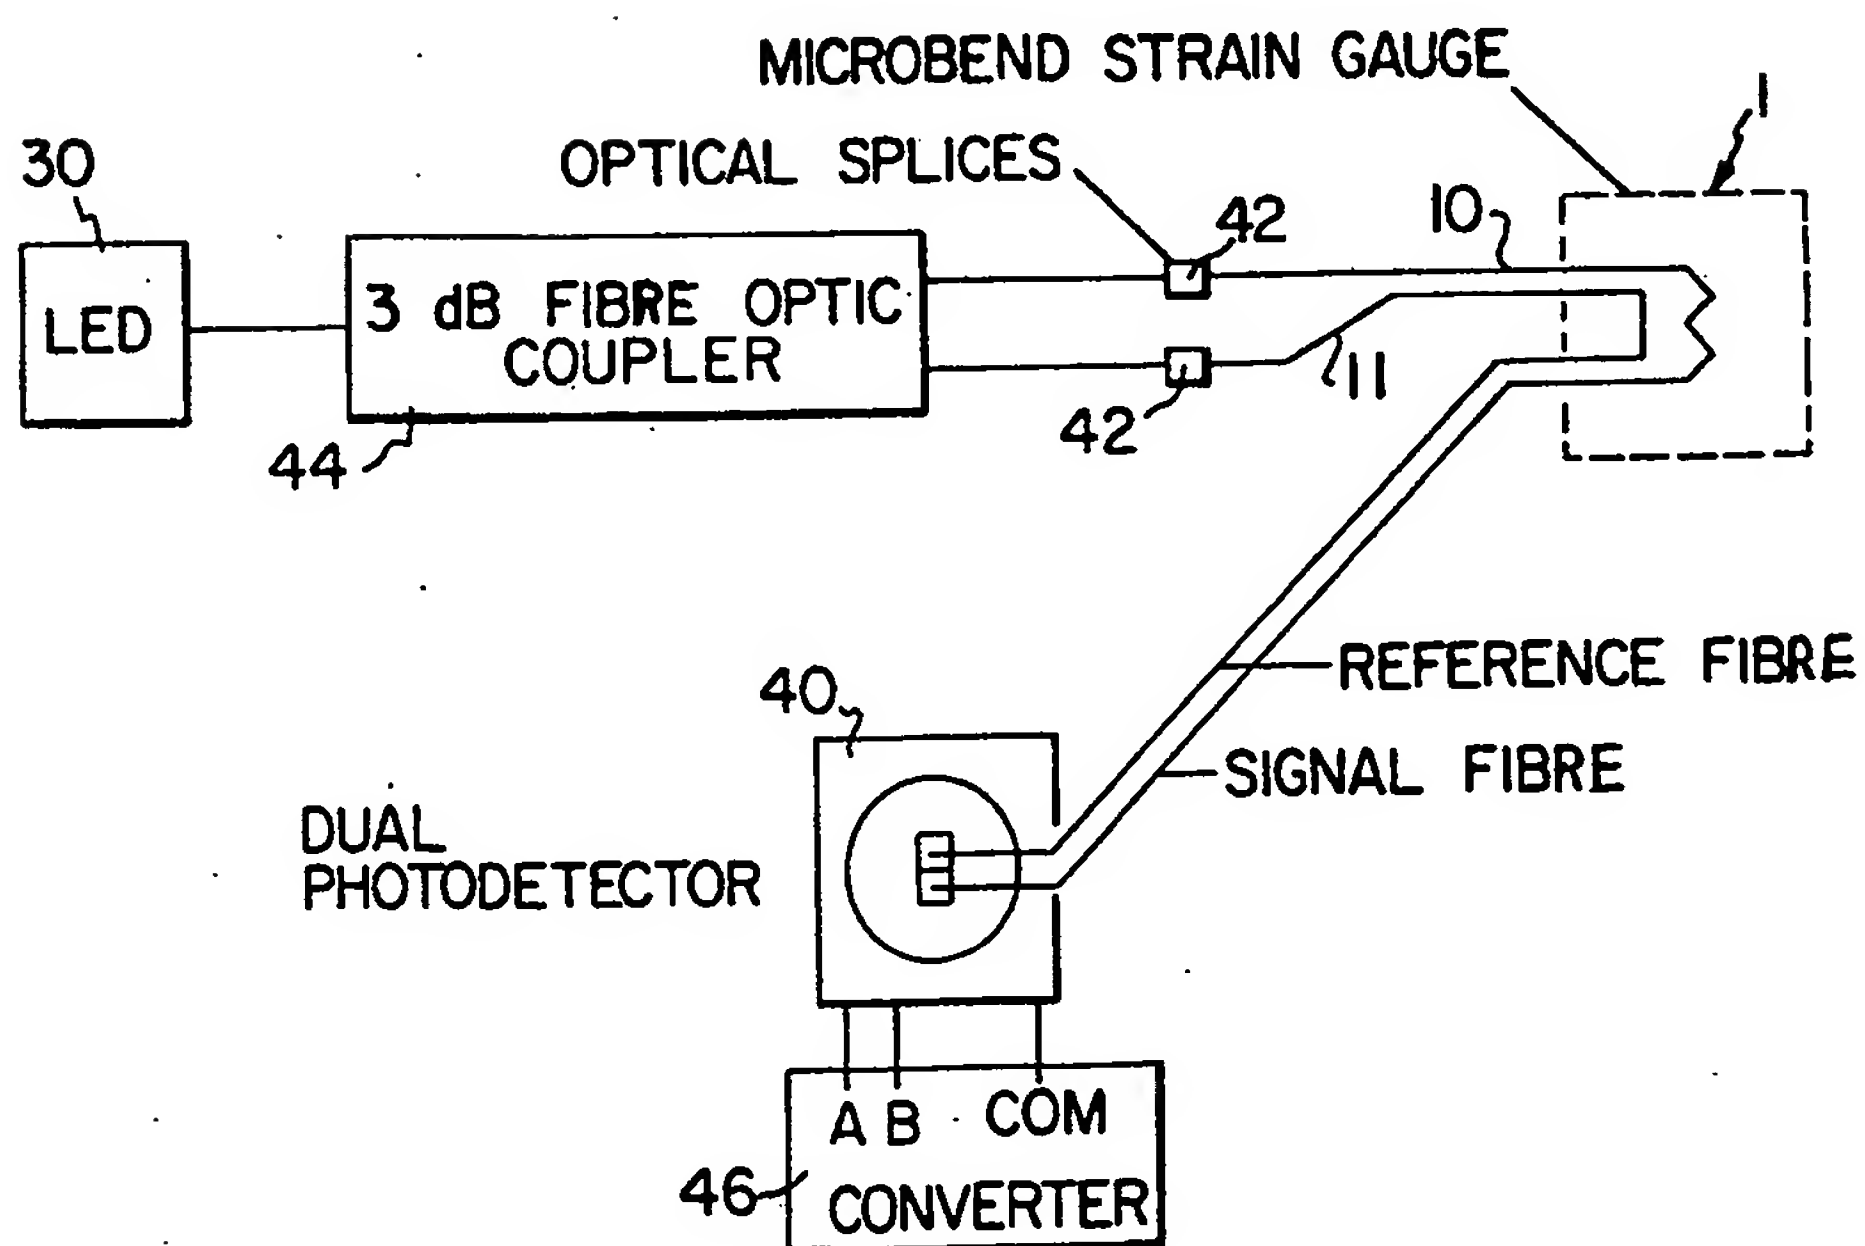 MICROBEND STRAIN GAUGE
1
30
OPTICAL SPLICES
42
10
LED
3 dB FIBRE OPTIC
COUPLER
11
42
44
REFERENCE FIBRE
40
SIGNAL FIBRE
DUAL
PHOTODETECTOR
A B COM
46
CONVERTER